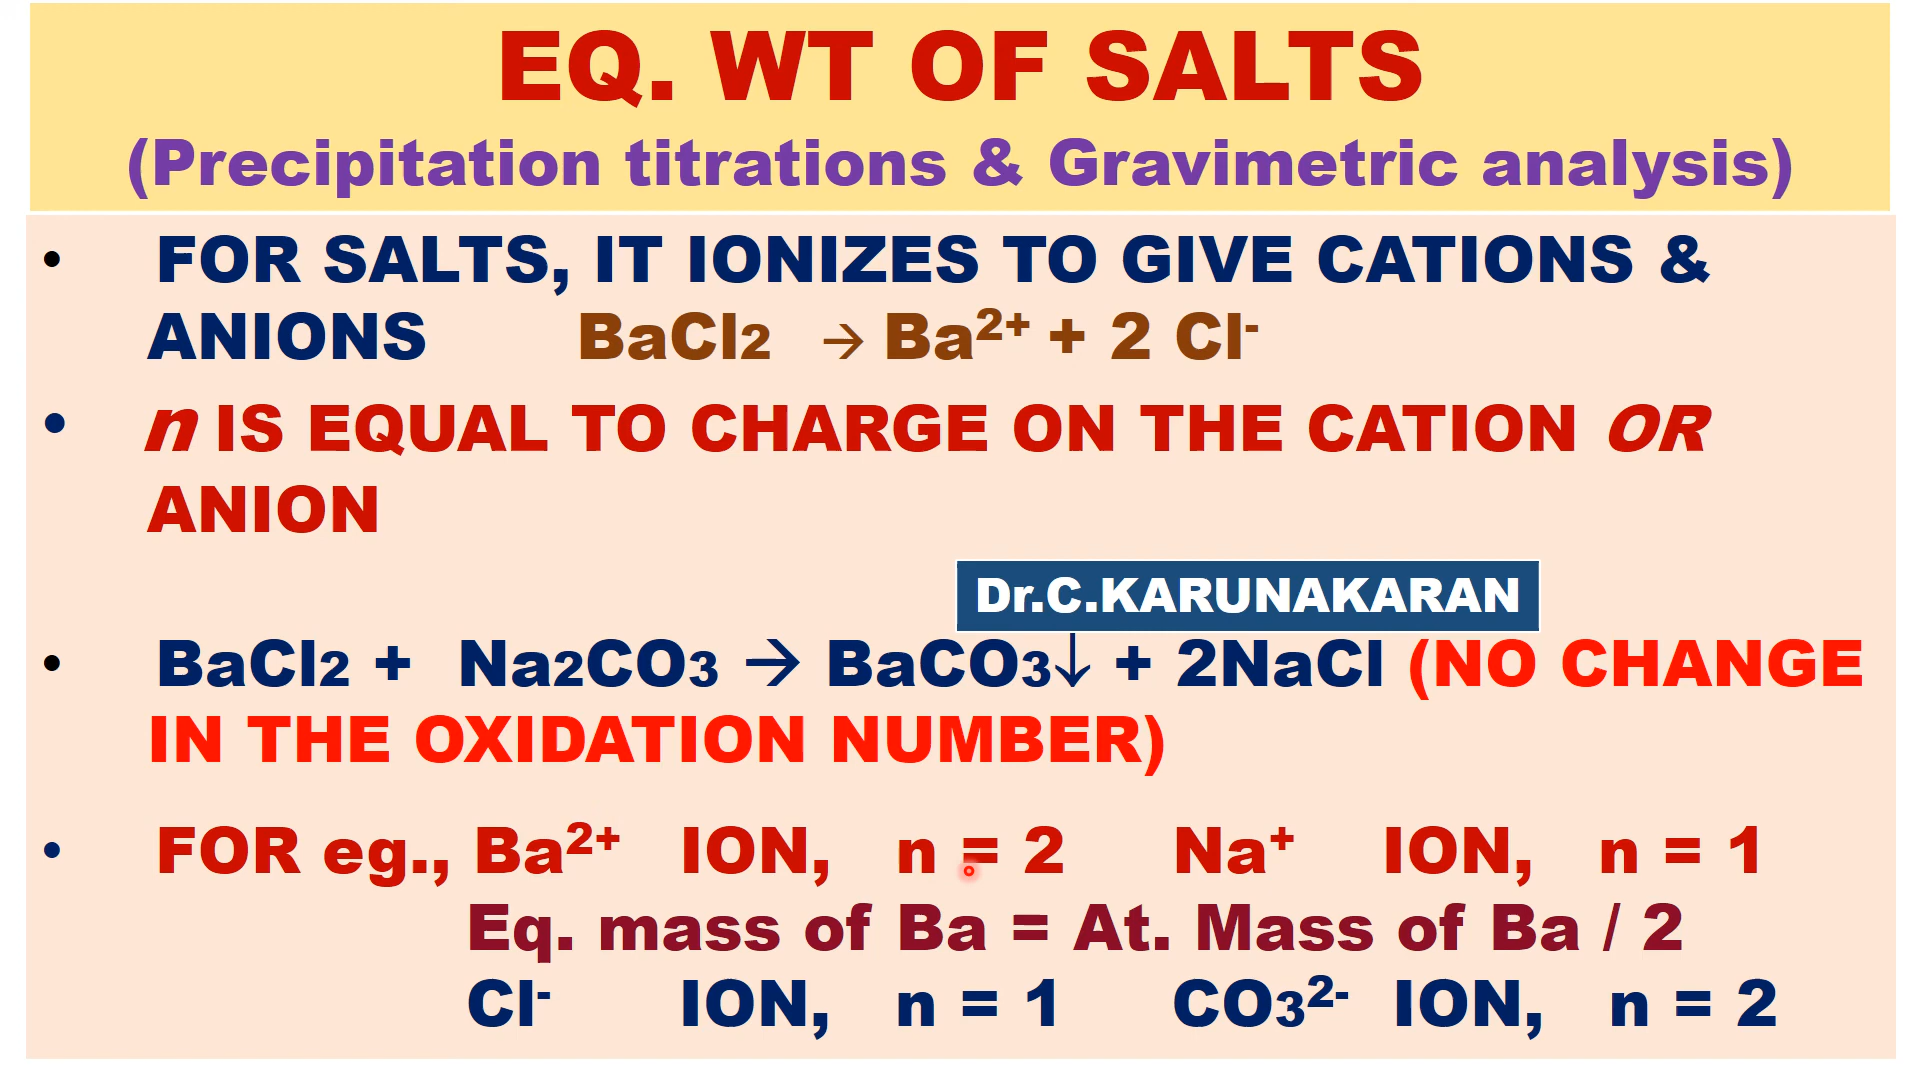 EQ. WT OF SALTS
(Precipitation titrations & Gravimetric analysis)
• FOR SALTS, IT IONIZES TO GIVE CATIONS &
ANIONS BaCl2 → Ba²⁺ + 2 Cl⁻
• n IS EQUAL TO CHARGE ON THE CATION OR
ANION
Dr.C.KARUNAKARAN
• BaCl2 + Na2CO3 → BaCO3↓ + 2NaCl (NO CHANGE
IN THE OXIDATION NUMBER)
• FOR eg., Ba²⁺ ION, n = 2 Na⁺ ION, n = 1
Eq. mass of Ba = At. Mass of Ba / 2
Cl⁻ ION, n = 1 CO3²⁻ ION, n = 2